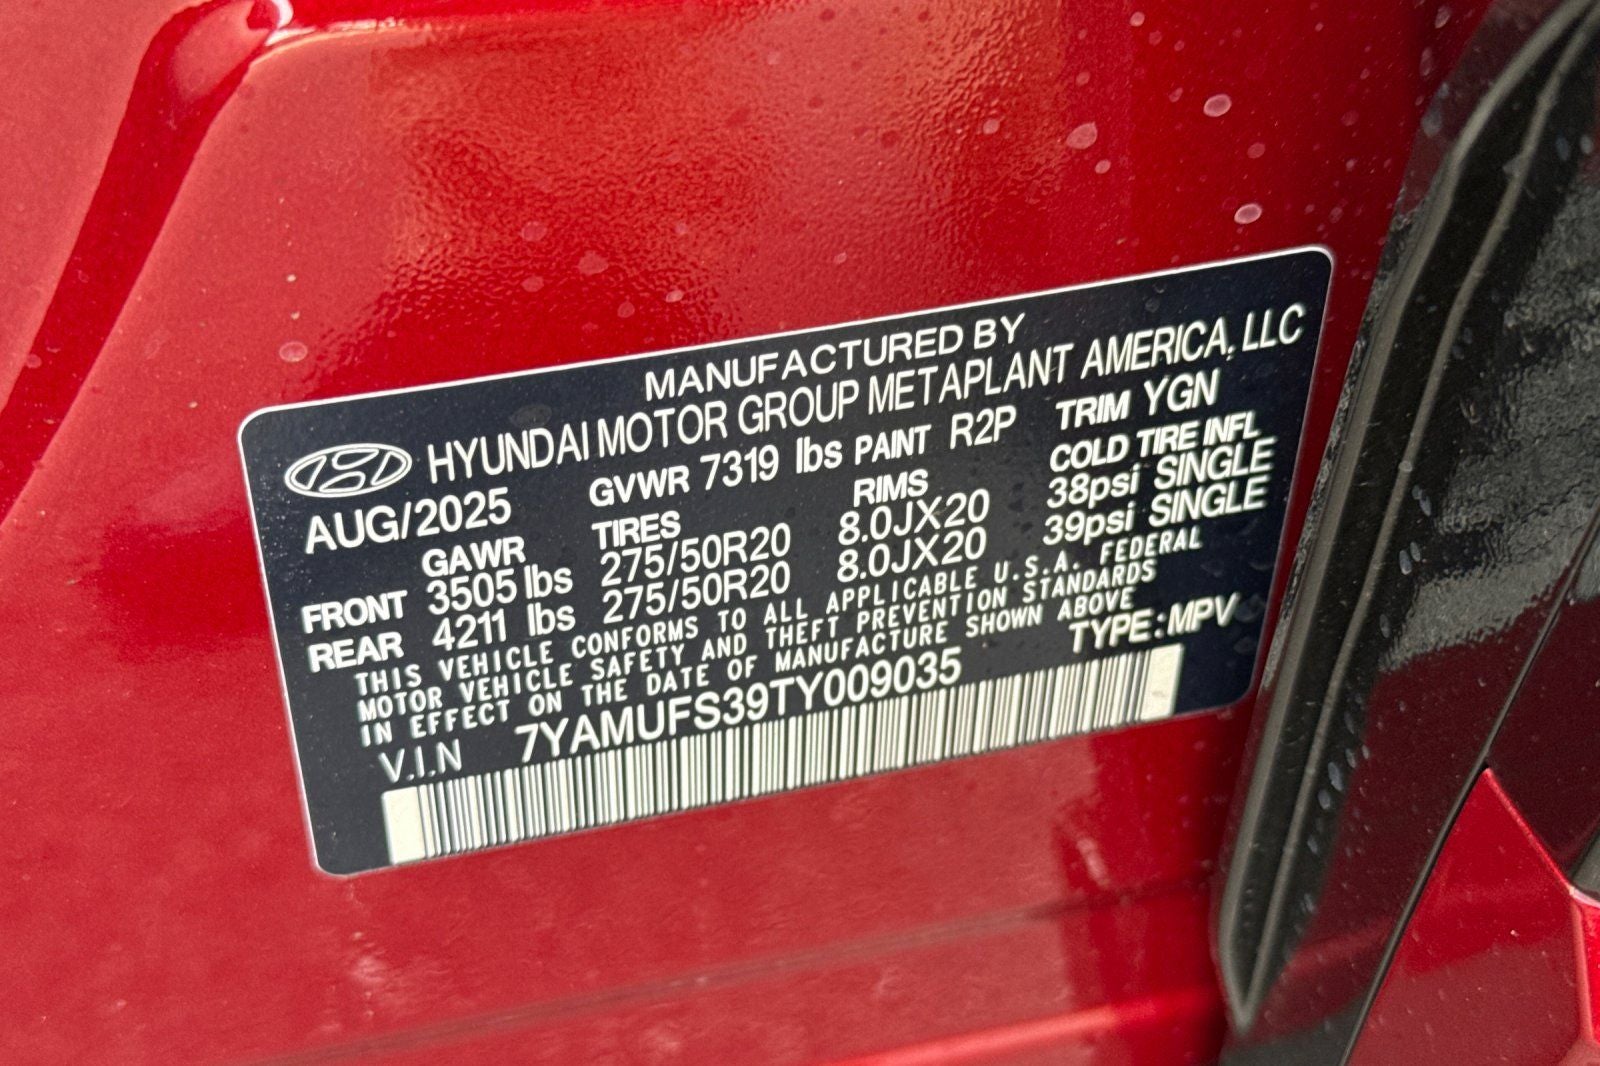 MANUFACTURED BY
HYUNDAI MOTOR GROUP METAPLANT AMERICA, LLC
AUG/2025 GVWR 7319 lbs PAINT R2P TRIM YGN
GAWR TIRES RIMS COLD TIRE INFL
FRONT 3505 lbs 275/50R20 8.0JX20 38psi SINGLE
REAR 4211 lbs 275/50R20 8.0JX20 39psi SINGLE
THIS VEHICLE CONFORMS TO ALL APPLICABLE U.S.A. FEDERAL
MOTOR VEHICLE SAFETY AND THEFT PREVENTION STANDARDS
IN EFFECT ON THE DATE OF MANUFACTURE SHOWN ABOVE
V.I.N 7YAMUFS39TY009035 TYPE:MPV